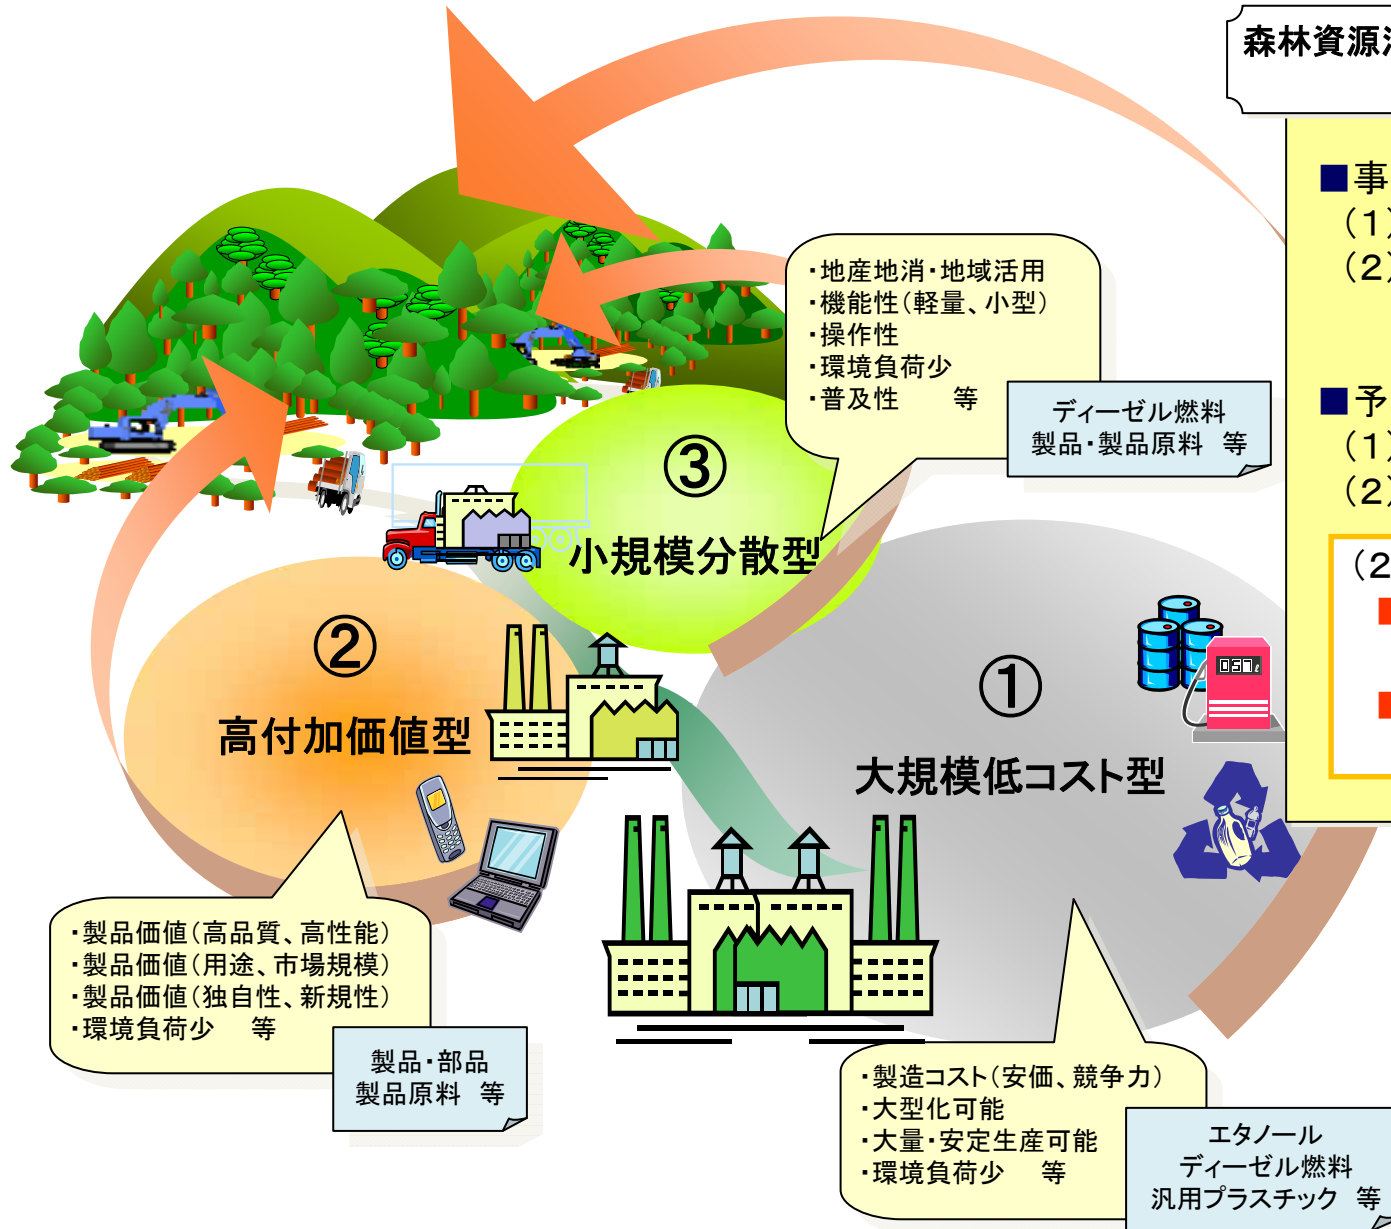 森林資源
■事
(1)
(2)
■予
(1)
(2)
(2
・地産地消・地域活用
・機能性(軽量、小型)
・操作性
・環境負荷少
・普及性　等
ディーゼル燃料
製品・製品原料　等
③
小規模分散型
②
高付加価値型
①
大規模低コスト型
・製品価値(高品質、高性能)
・製品価値(用途、市場規模)
・製品価値(独自性、新規性)
・環境負荷少　等
製品・部品
製品原料　等
・製造コスト(安価、競争力)
・大型化可能
・大量・安定生産可能
・環境負荷少　等
エタノール
ディーゼル燃料
汎用プラスチック　等